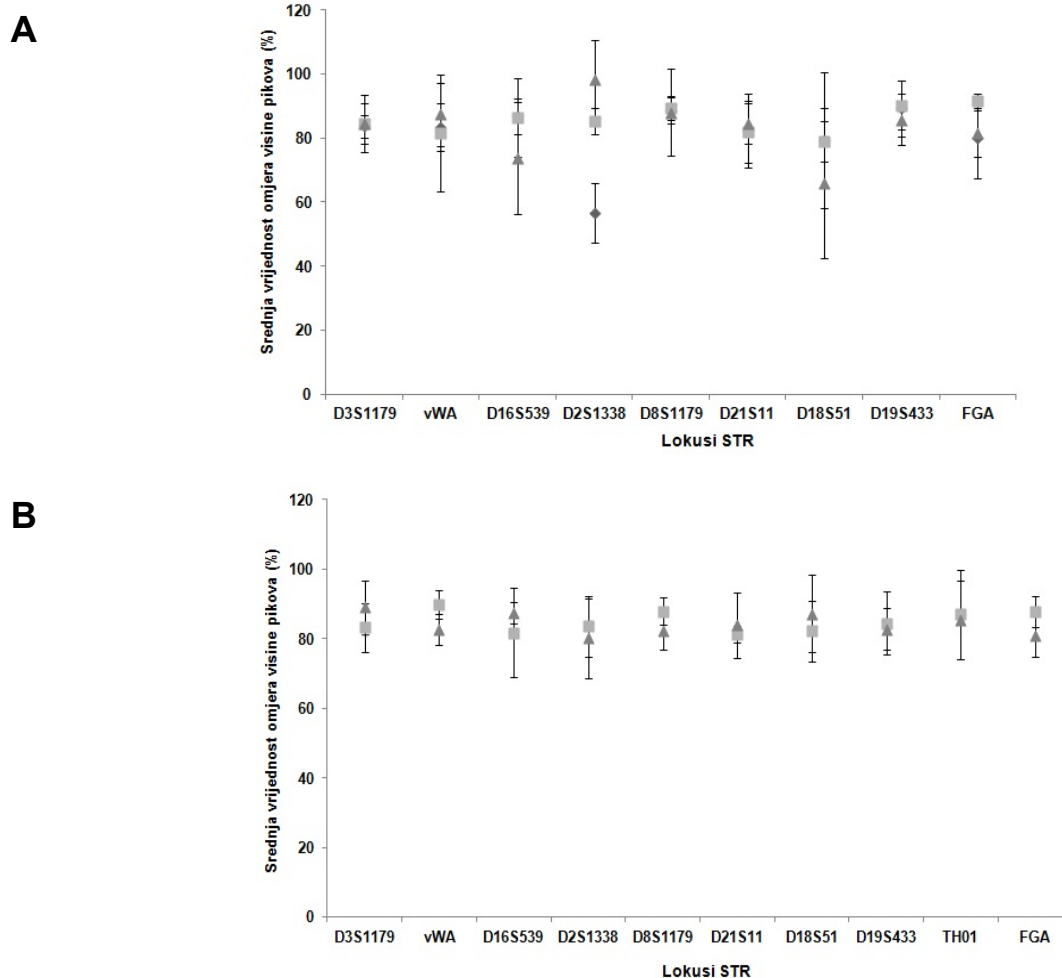 A
Srednja vrijednost omjera visine pikova (%)
120
100
80
60
40
20
0
D3S1179 vWA D16S539 D2S1338 D8S1179 D21S11 D18S51 D19S433 FGA
Lokusi STR
B
Srednja vrijednost omjera visine pikova (%)
120
100
80
60
40
20
0
D3S1179 vWA D16S539 D2S1338 D8S1179 D21S11 D18S51 D19S433 TH01 FGA
Lokusi STR